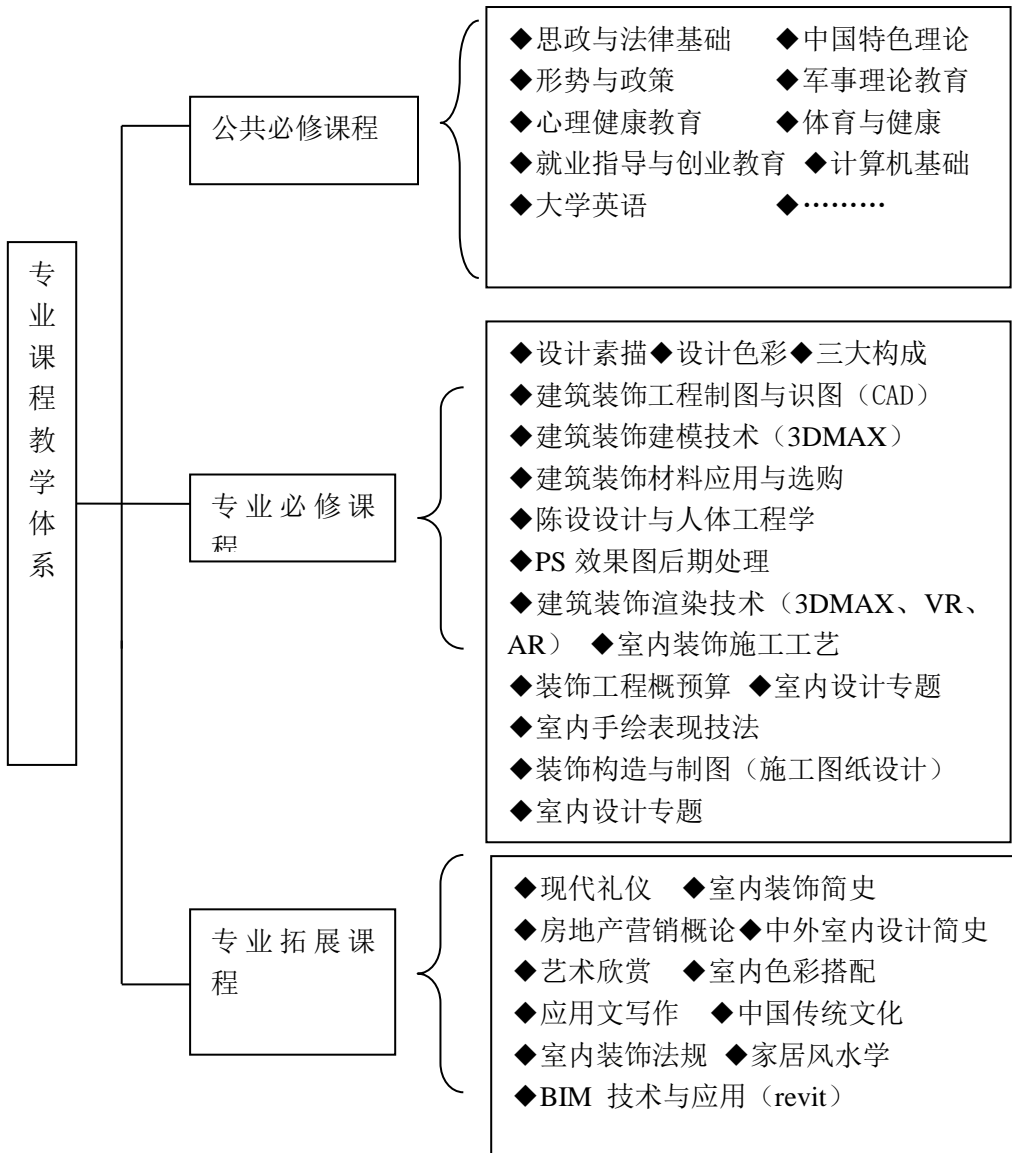 专业课程教学体系
公共必修课程
◆思政与法律基础 ◆中国特色理论
◆形势与政策 ◆军事理论教育
◆心理健康教育 ◆体育与健康
◆就业指导与创业教育 ◆计算机基础
◆大学英语 ◆………
专业必修课
程
◆设计素描◆设计色彩◆三大构成
◆建筑装饰工程制图与识图（CAD）
◆建筑装饰建模技术（3DMAX）
◆建筑装饰材料应用与选购
◆陈设设计与人体工程学
◆PS 效果图后期处理
◆建筑装饰渲染技术（3DMAX、VR、
AR） ◆室内装饰施工工艺
◆装饰工程概预算 ◆室内设计专题
◆室内手绘表现技法
◆装饰构造与制图（施工图纸设计）
◆室内设计专题
专业拓展课
程
◆现代礼仪 ◆室内装饰简史
◆房地产营销概论◆中外室内设计简史
◆艺术欣赏 ◆室内色彩搭配
◆应用文写作 ◆中国传统文化
◆室内装饰法规 ◆家居风水学
◆BIM 技术与应用（revit）